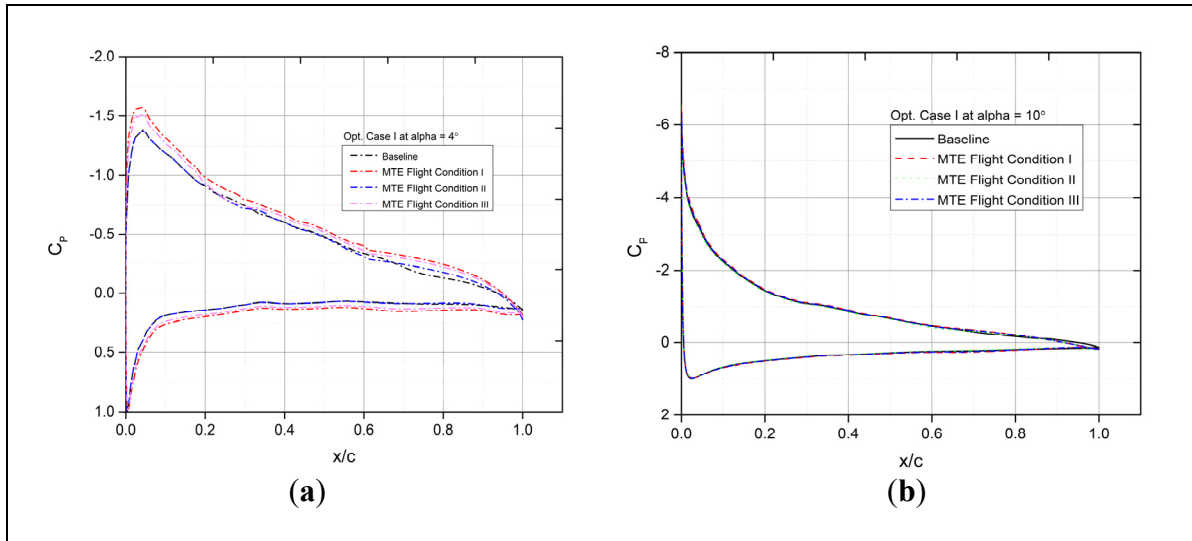 -2.0
-1.5
-1.0
-0.5
0.0
0.5
1.0
C_P
0.0 0.2 0.4 0.6 0.8 1.0
x/c
Opt. Case I at alpha = 4°
Baseline
MTE Flight Condition I
MTE Flight Condition II
MTE Flight Condition III
(a)
-8
-6
-4
-2
0
2
C_P
0.0 0.2 0.4 0.6 0.8 1.0
x/c
Opt. Case I at alpha = 10°
Baseline
MTE Flight Condition I
MTE Flight Condition II
MTE Flight Condition III
(b)